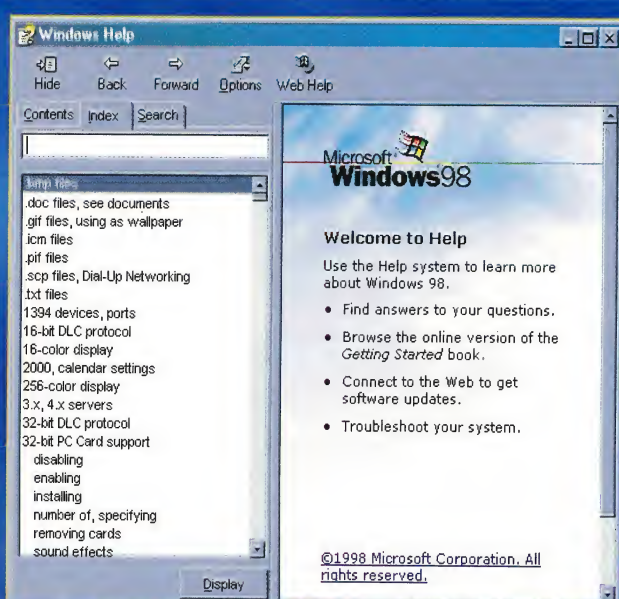 Windows Help
Hide Back Forward Options Web Help
Contents Index Search
.bmp files
.doc files, see documents
.gif files, using as wallpaper
.icm files
.pif files
.scp files, Dial-Up Networking
.txt files
1394 devices, ports
16-bit DLC protocol
16-color display
2000, calendar settings
256-color display
3.x, 4.x servers
32-bit DLC protocol
32-bit PC Card support
disabling
enabling
installing
number of, specifying
removing cards
sound effects
Display
Microsoft
Windows98
Welcome to Help
Use the Help system to learn more
about Windows 98.
• Find answers to your questions.
• Browse the online version of the
Getting Started book.
• Connect to the Web to get
software updates.
• Troubleshoot your system.
©1998 Microsoft Corporation. All
rights reserved.